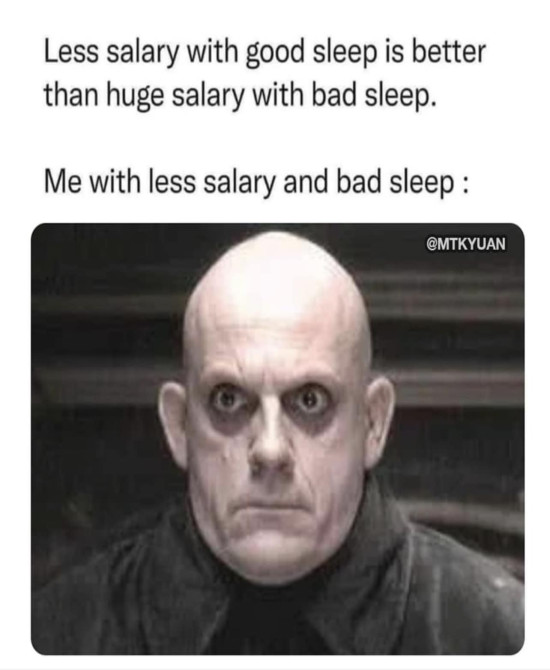 Less salary with good sleep is better
than huge salary with bad sleep.
Me with less salary and bad sleep :
@MTKYUAN